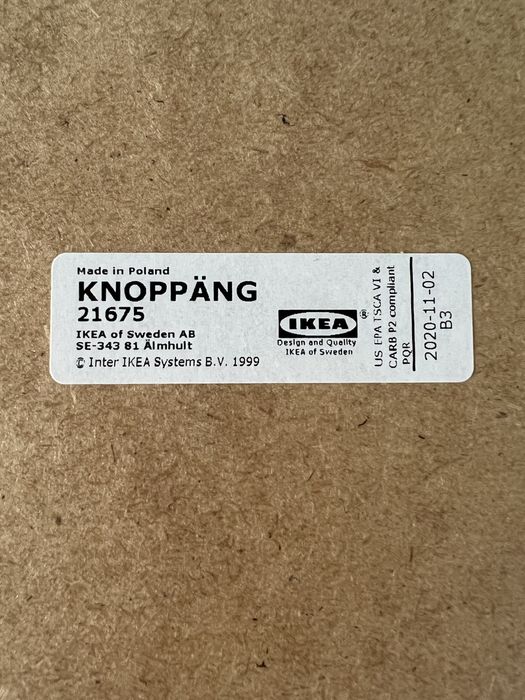 Made in Poland
KNOPPÄNG
21675
IKEA of Sweden AB
SE-343 81 Älmhult
© Inter IKEA Systems B.V. 1999
IKEA®
Design and Quality
IKEA of Sweden
US EPA TSCA VI &
CARB P2 compliant
PQR
2020-11-02
B3